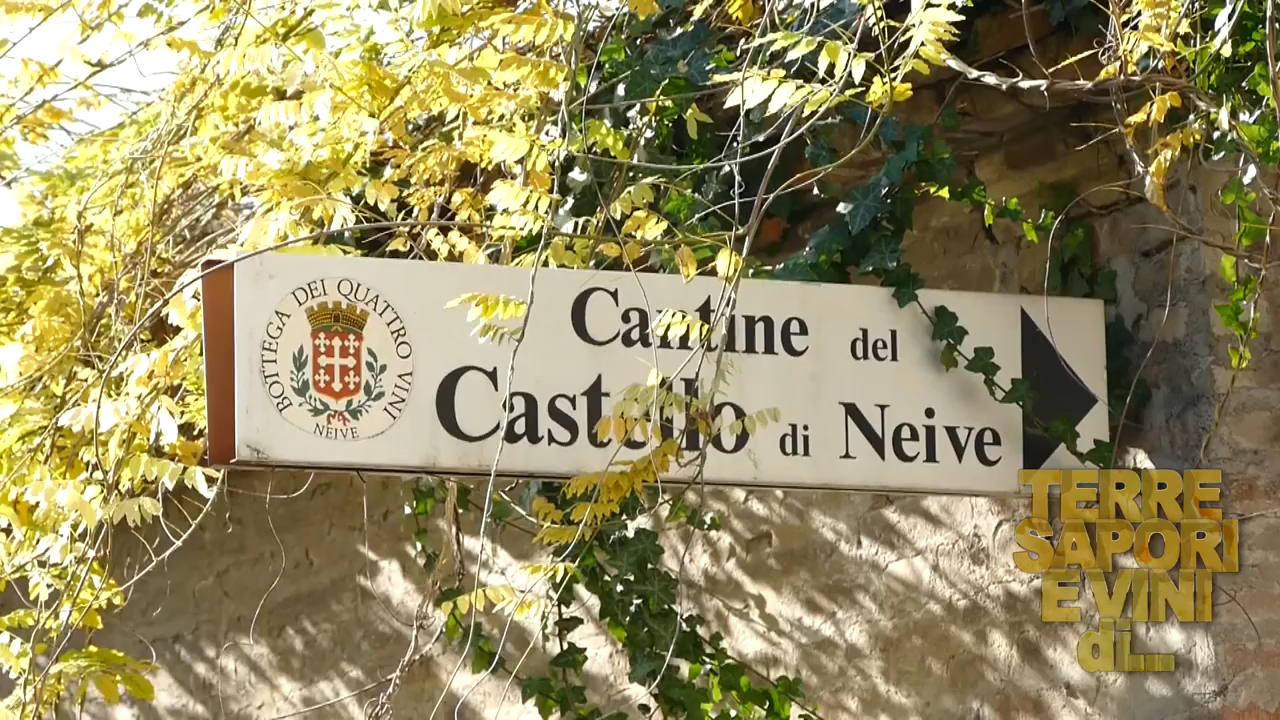 BOTTEGA DEI QUATTRO VINI
NEIVE
Cantine del
Castello di Neive
TERRE
SAPORI
E VINI
di...